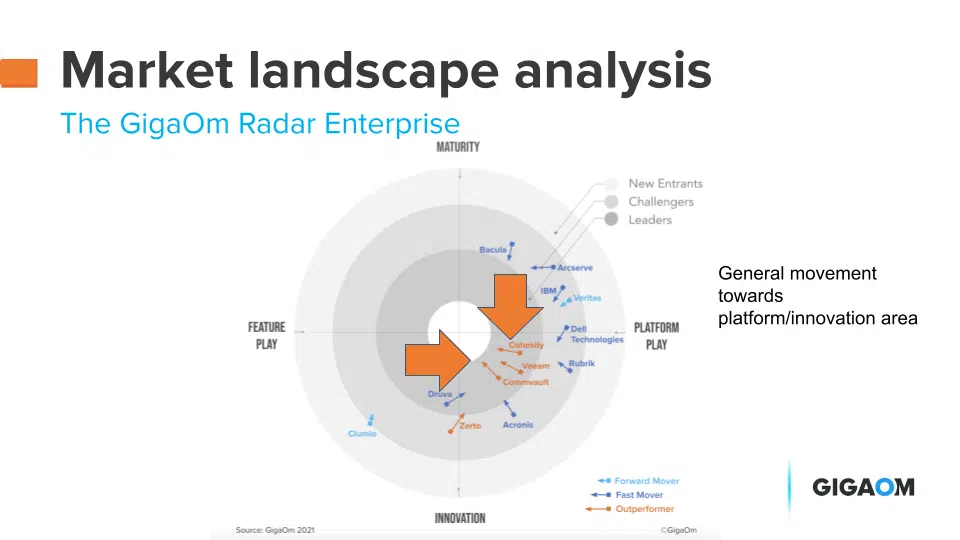 Market landscape analysis
The GigaOm Radar Enterprise
MATURITY
New Entrants
Challengers
Leaders
Bacula
Arcserve
IBM
Veritas
General movement
towards
platform/innovation area
FEATURE
PLAY
PLATFORM
PLAY
Dell
Technologies
Cohesity
Veeam
Rubrik
Commvault
Druva
Zerto
Acronis
Clumio
Forward Mover
Fast Mover
Outperformer
GIGAOM
INNOVATION
Source: GigaOm 2021
©GigaOm